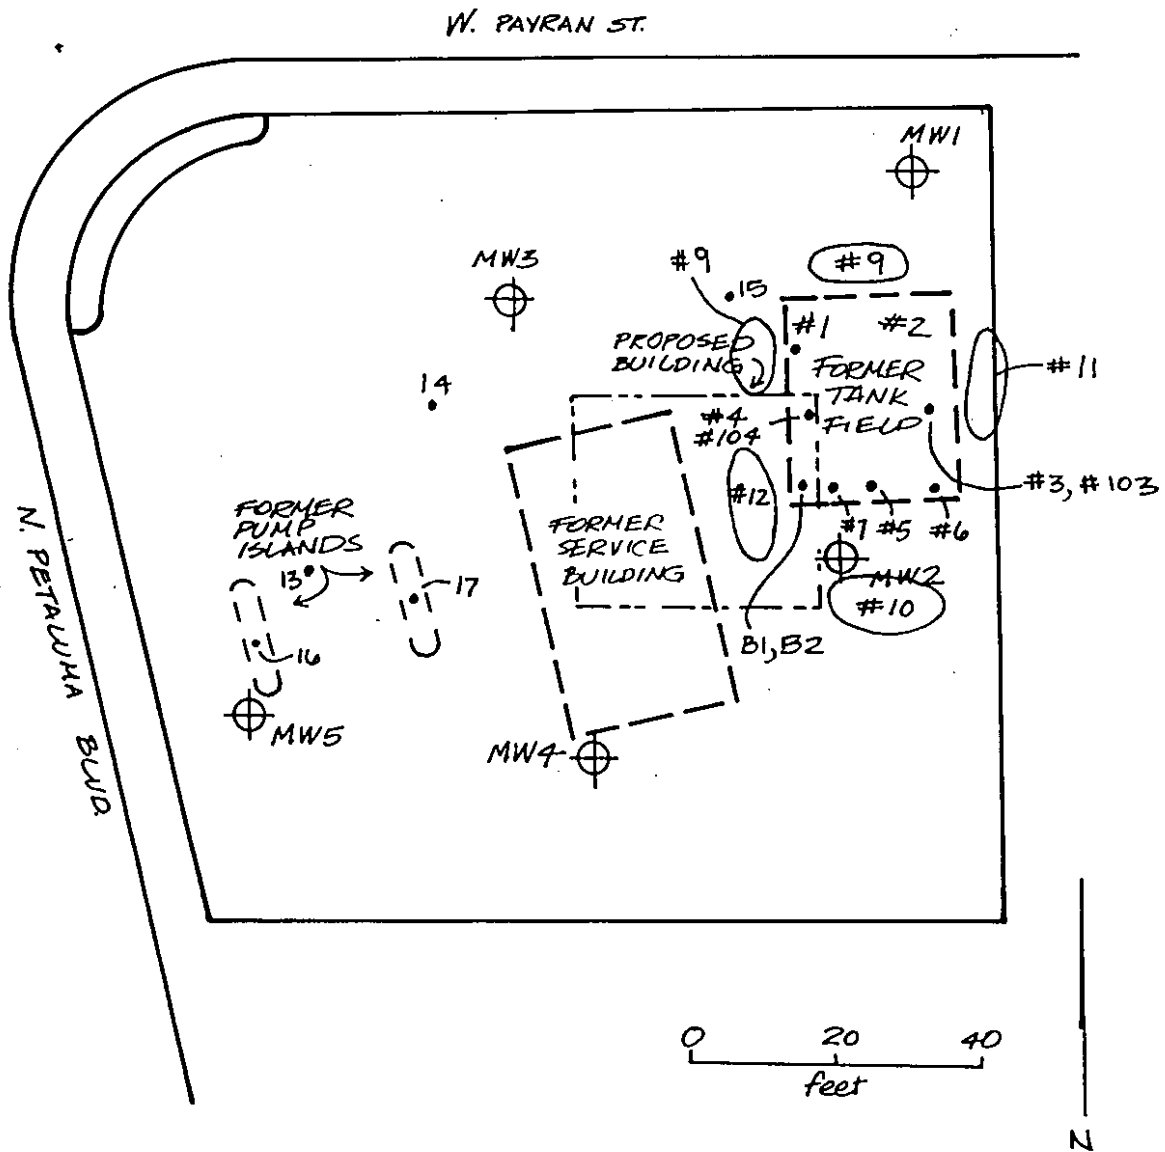 W. PAYRAN ST.
MW1
MW3
#9
#9
15
#1
#2
PROPOSED
BUILDING
FORMER
TANK
FIELD
#11
14
#4
#104
#3, #103
#12
FORMER
PUMP
ISLANDS
FORMER
SERVICE
BUILDING
#7
#5
#6
13
17
MW2
#10
16
B1, B2
MW5
MW4
N. PETALUMA BLVD.
0 20 40
feet
N